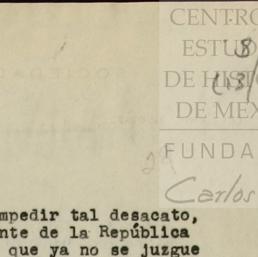 CENTRO
ESTUD
DE HIS
DE MÉX
FUNDA
Carlos
mpedir tal desacato,
nte de la República
que ya no se juzgue